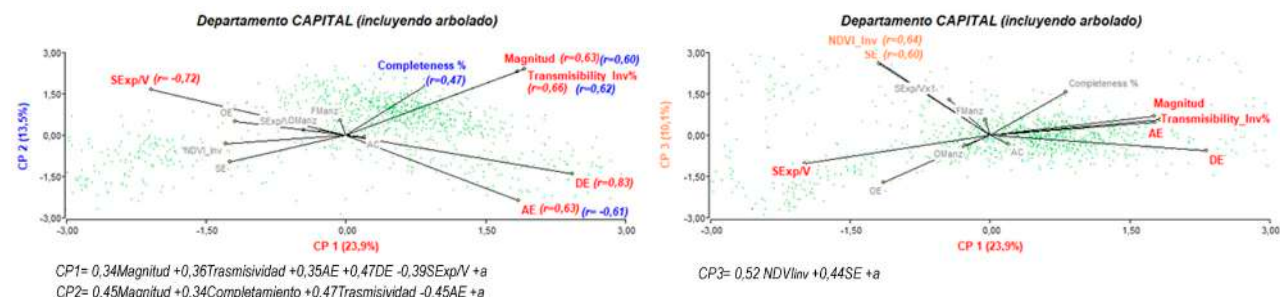 Departamento CAPITAL (incluyendo arbolado)
3,00
1,50
0,00
-1,50
-3,00
CP 2 (13,5%)
SExp/V (r= -0,72)
Completeness %
(r=0,47)
Magnitud (r=0,63) (r=0,60)
Transmisibility_Inv%
(r=0,66) (r=0,62)
OE
SExp/
OManz
FManz
AC
NDVI_Inv
SE
DE (r=0,83)
AE (r=0,63) (r= -0,61)
-3,00
-1,50
0,00
1,50
3,00
CP 1 (23,9%)
CP1= 0,34Magnitud +0,36Trasmisividad +0,35AE +0,47DE -0,39SExp/V +a
CP2= 0,45Magnitud +0,34Completamiento +0,47Trasmisividad -0,45AE +a
Departamento CAPITAL (incluyendo arbolado)
3,00
1,50
0,00
-1,50
-3,00
CP 3 (10,1%)
NDVI_Inv (r=0,64)
SE (r=0,60)
SExp/Vx1-
FManz
Completeness %
Magnitud
Transmisibility_Inv%
AE
OManz
AC
DE
SExp/V
OE
-3,00
-1,50
0,00
1,50
3,00
CP 1 (23,9%)
CP3= 0,52 NDVIinv +0,44SE +a